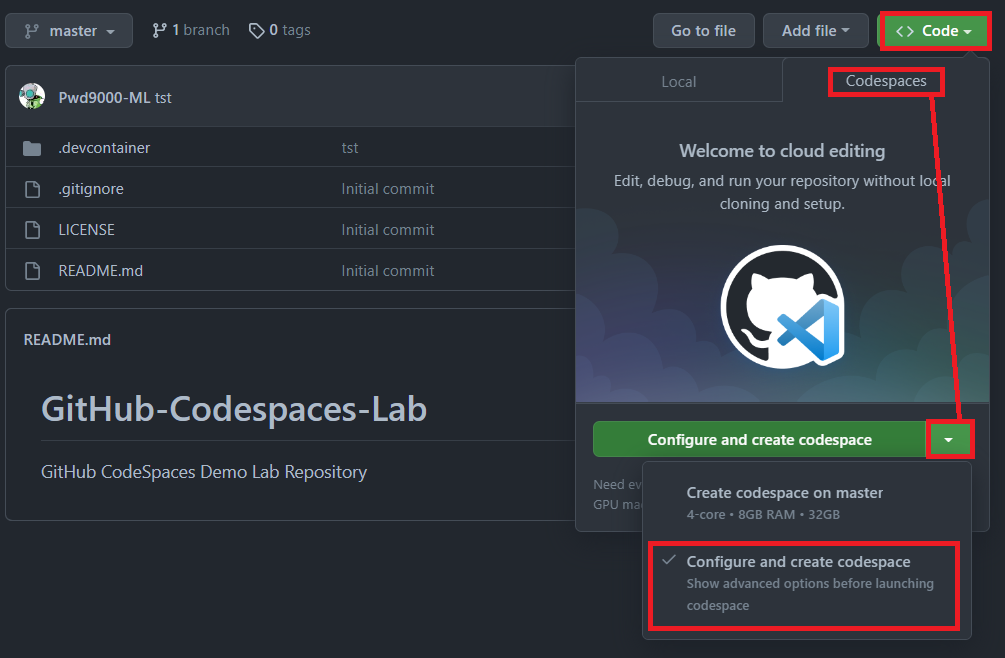 master
1 branch
0 tags
Go to file
Add file
Code
Local
Codespaces
Pwd9000-ML tst
.devcontainer tst
.gitignore Initial commit
LICENSE Initial commit
README.md Initial commit
Welcome to cloud editing
Edit, debug, and run your repository without local
cloning and setup.
README.md
GitHub-Codespaces-Lab
GitHub CodeSpaces Demo Lab Repository
Configure and create codespace
Need
GPU
Create codespace on master
4-core • 8GB RAM • 32GB
Configure and create codespace
Show advanced options before launching
codespace